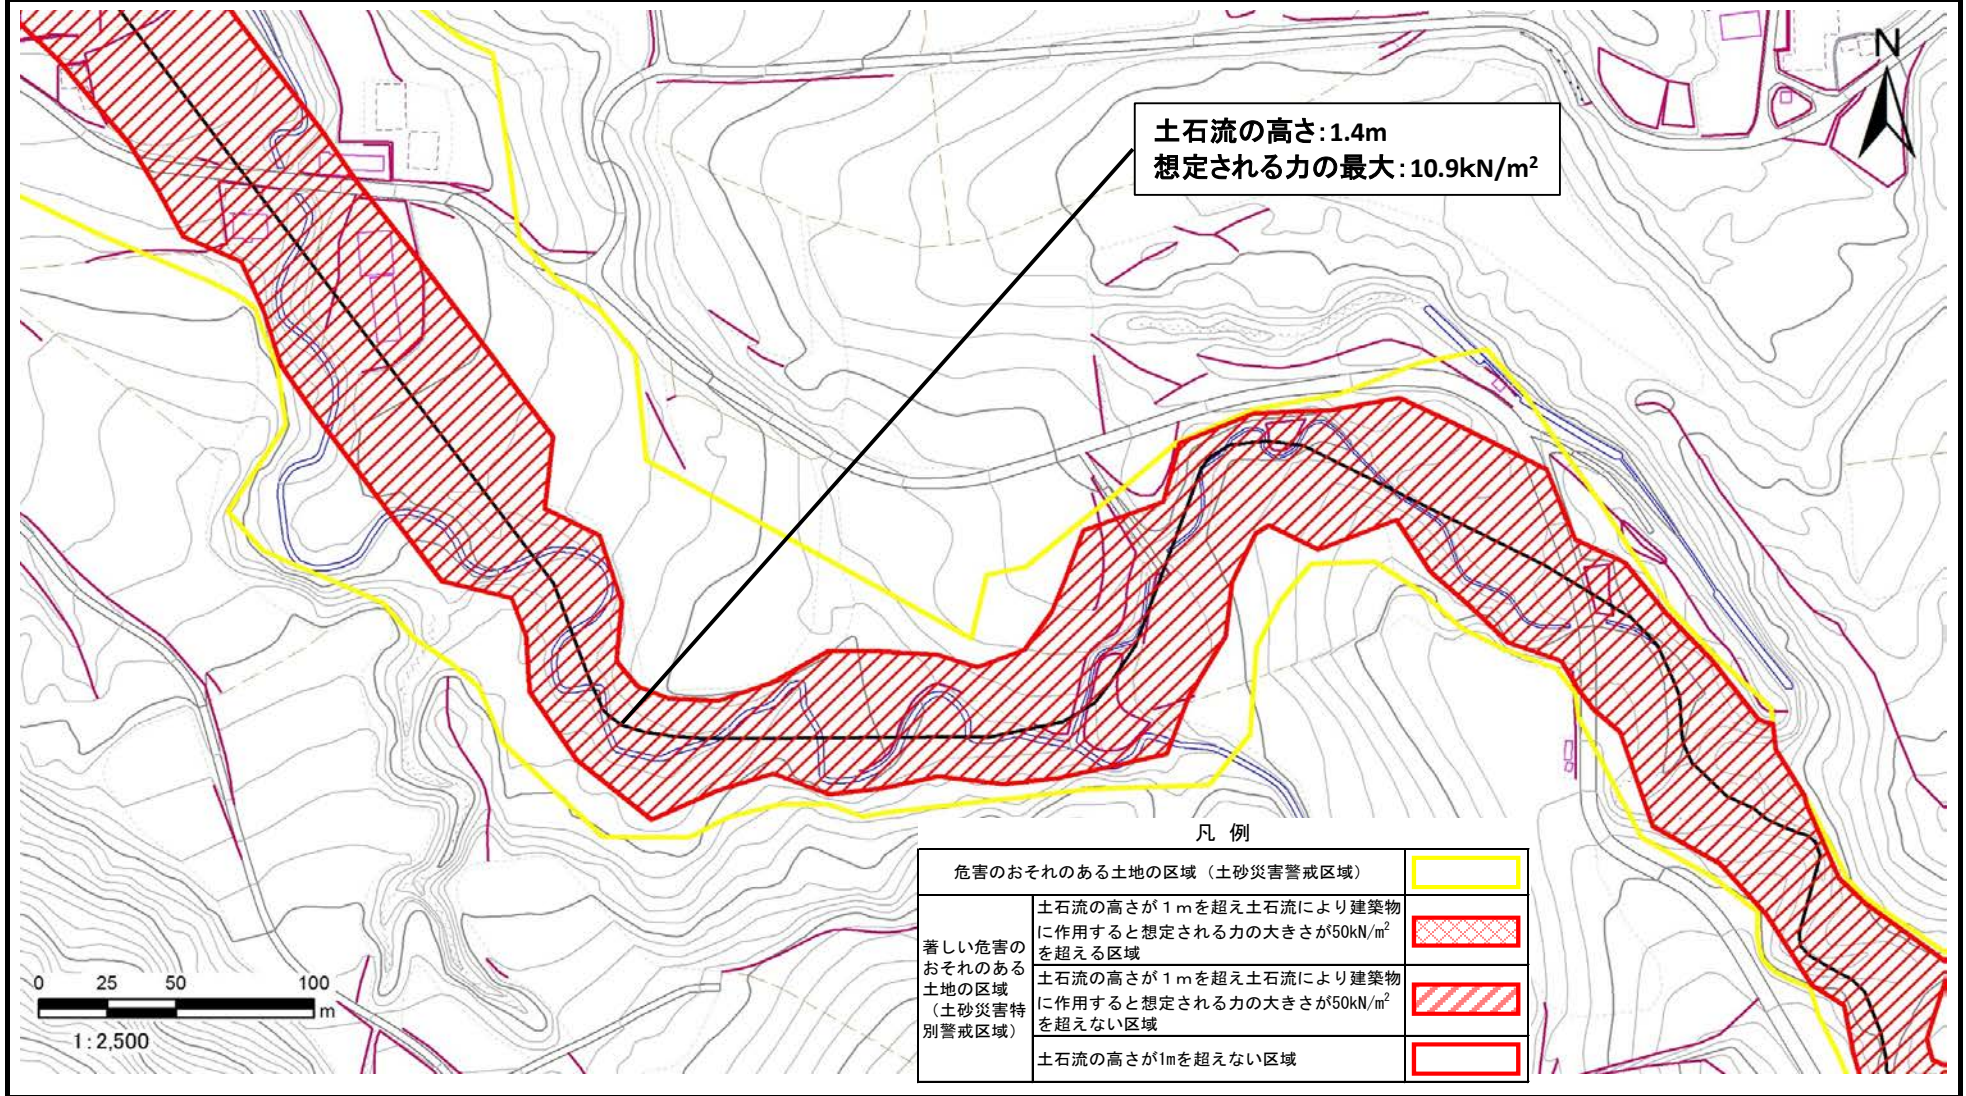 N
土石流の高さ:1.4m
想定される力の最大:10.9kN/m²
凡 例
危害のおそれのある土地の区域（土砂災害警戒区域）
著しい危害の
おそれのある
土地の区域
（土砂災害特
別警戒区域）
土石流の高さが１ｍを超え土石流により建築物
に作用すると想定される力の大きさが50kN/㎡
を超える区域
土石流の高さが１ｍを超え土石流により建築物
に作用すると想定される力の大きさが50kN/㎡
を超えない区域
土石流の高さが1mを超えない区域
0 25 50 100
m
1:2,500